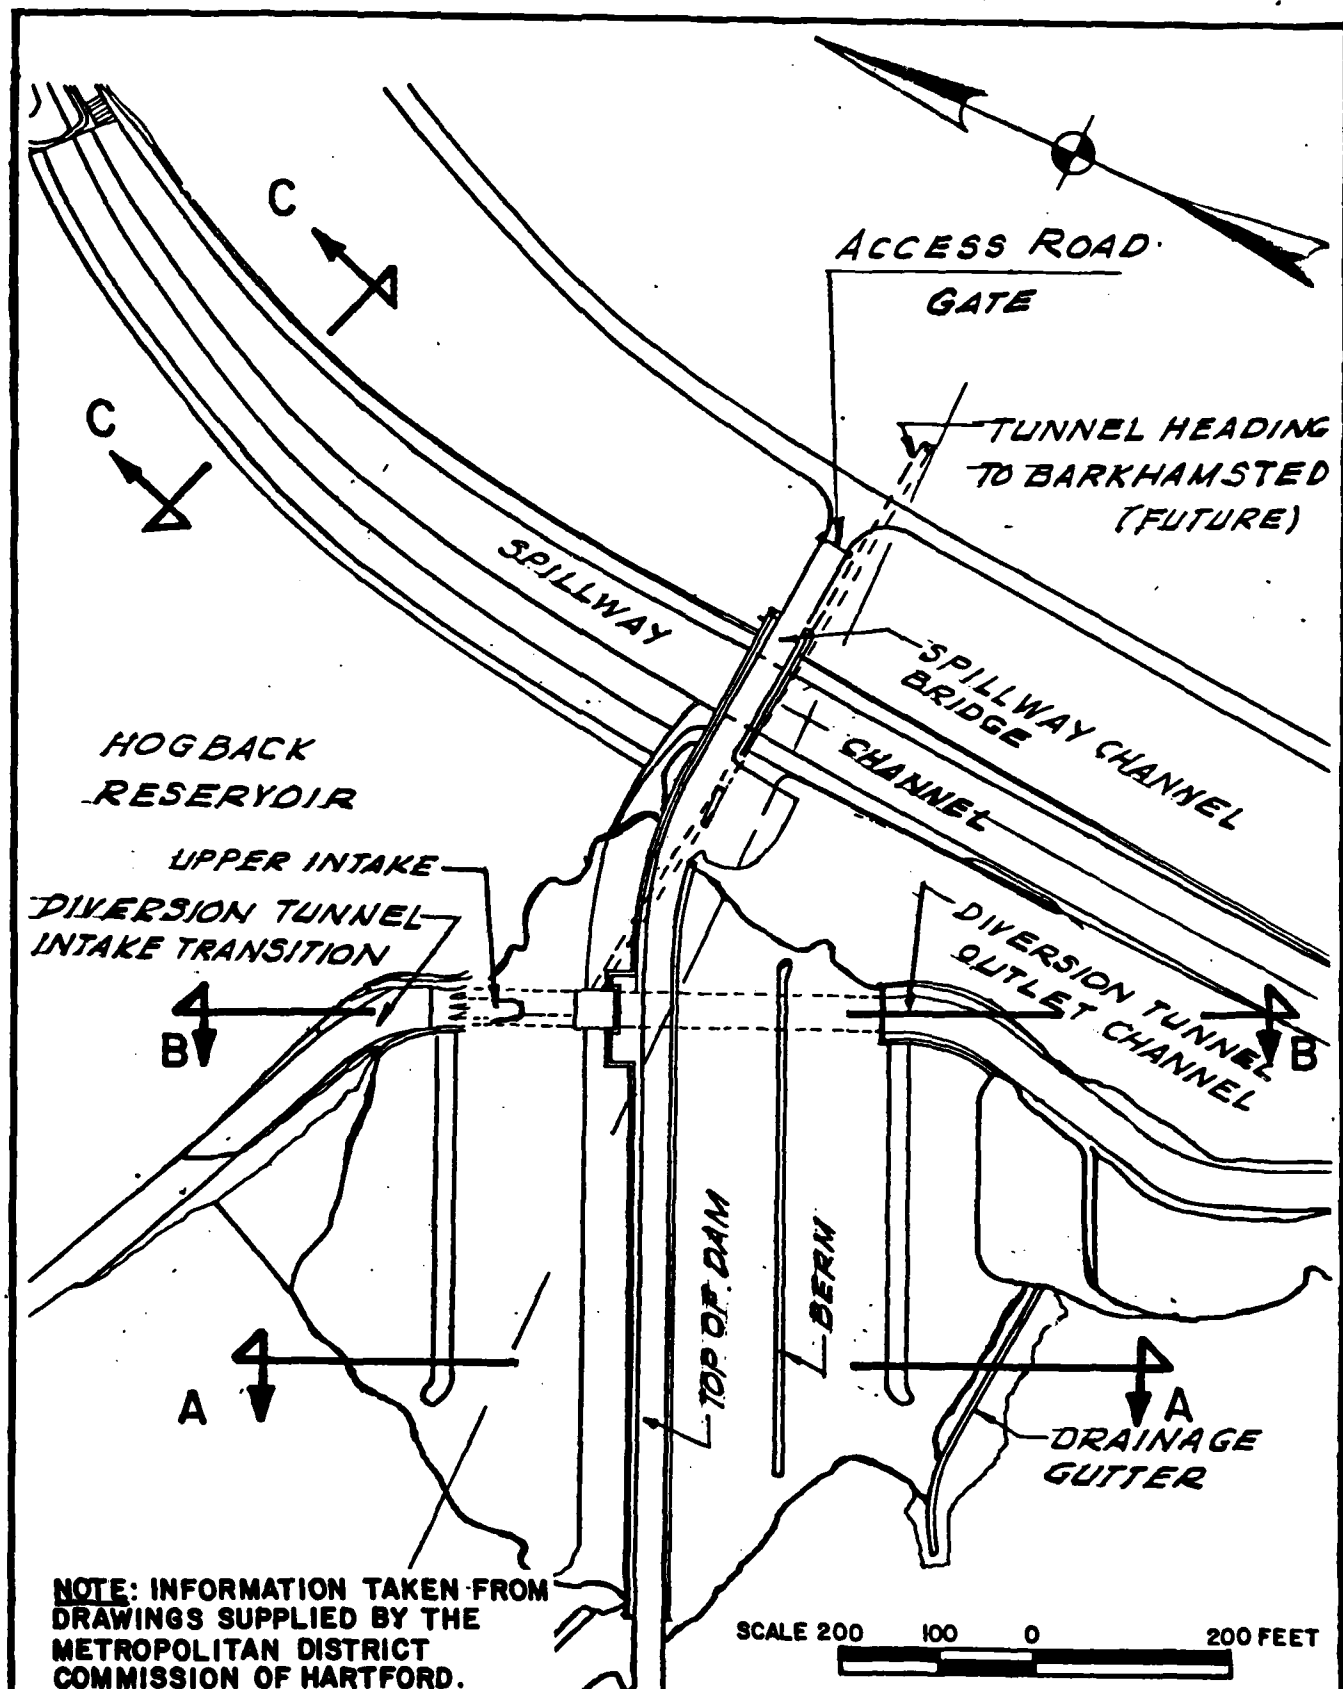 C
ACCESS ROAD
GATE
C
TUNNEL HEADING
TO BARKHAMSTED
(FUTURE)
SPILLWAY
SPILLWAY CHANNEL
BRIDGE
CHANNEL
HOGBACK
RESERVOIR
UPPER INTAKE
DIVERSION TUNNEL
INTAKE TRANSITION
DIVERSION TUNNEL
OUTLET CHANNEL
B
B
TOP OF DAM
BERM
A
A
DRAINAGE
GUTTER
NOTE: INFORMATION TAKEN FROM
DRAWINGS SUPPLIED BY THE
METROPOLITAN DISTRICT
COMMISSION OF HARTFORD.
SCALE 200 100 0 200 FEET